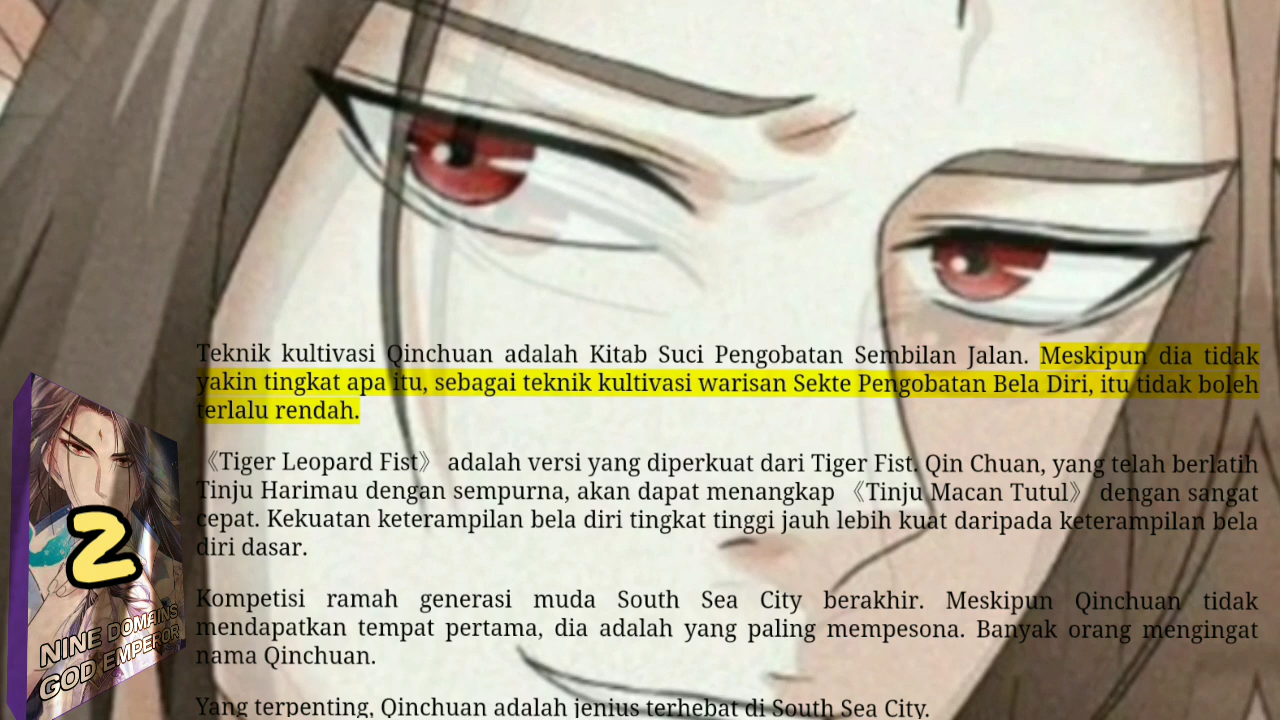 Teknik kultivasi Qinchuan adalah Kitab Suci Pengobatan Sembilan Jalan. Meskipun dia tidak
yakin tingkat apa itu, sebagai teknik kultivasi warisan Sekte Pengobatan Bela Diri, itu tidak boleh
terlalu rendah.
《Tiger Leopard Fist》 adalah versi yang diperkuat dari Tiger Fist. Qin Chuan, yang telah berlatih
Tinju Harimau dengan sempurna, akan dapat menangkap 《Tinju Macan Tutul》 dengan sangat
cepat. Kekuatan keterampilan bela diri tingkat tinggi jauh lebih kuat daripada keterampilan bela
diri dasar.
Kompetisi ramah generasi muda South Sea City berakhir. Meskipun Qinchuan tidak
mendapatkan tempat pertama, dia adalah yang paling mempesona. Banyak orang mengingat
nama Qinchuan.
Yang terpenting, Qinchuan adalah jenius terhebat di South Sea City.
2
NINE DOMAINS
GOD EMPEROR